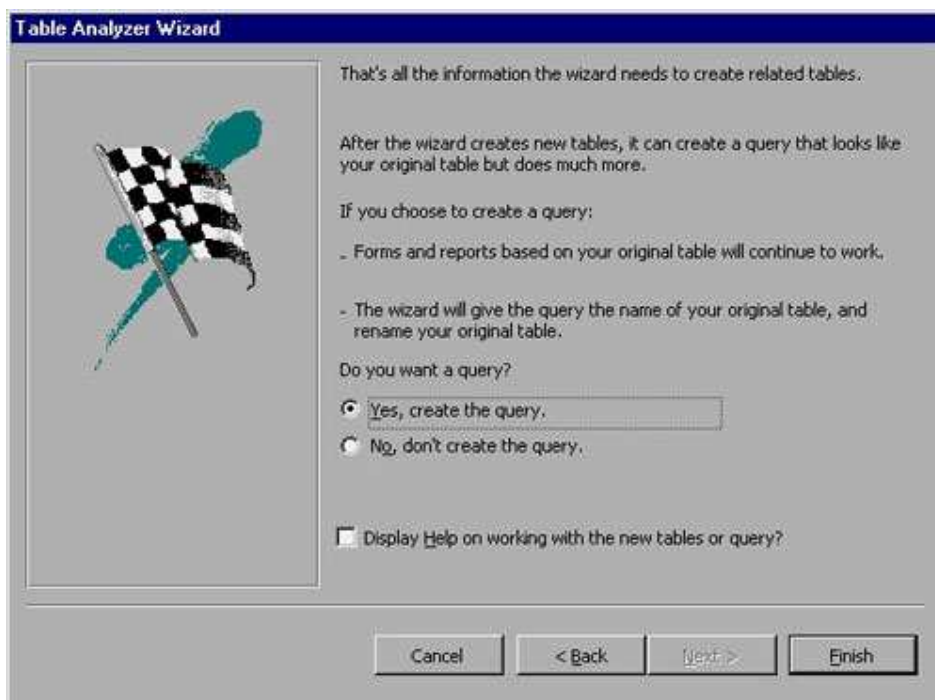 Table Analyzer Wizard
That's all the information the wizard needs to create related tables.
After the wizard creates new tables, it can create a query that looks like
your original table but does much more.
If you choose to create a query:
- Forms and reports based on your original table will continue to work.
- The wizard will give the query the name of your original table, and
rename your original table.
Do you want a query?
Yes, create the query.
No, don't create the query.
Display Help on working with the new tables or query?
Cancel
< Back
Next >
Finish